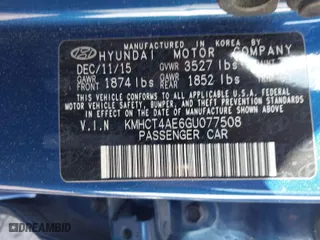 MANUFACTURED IN KOREA BY
HYUNDAI MOTOR COMPANY
DEC/11/15 GVWR 3527 lbs
GAWR FRONT 1874 lbs GAWR REAR 1852 lbs
THIS VEHICLE CONFORMS TO ALL APPLICABLE
FEDERAL MOTOR VEHICLE SAFETY, BUMPER, AND
THEFT PREVENTION STANDARDS IN EFFECT ON
THE DATE OF MANUFACTURE SHOWN ABOVE.
V.I.N KMHCT4AE6GU077508
PASSENGER CAR